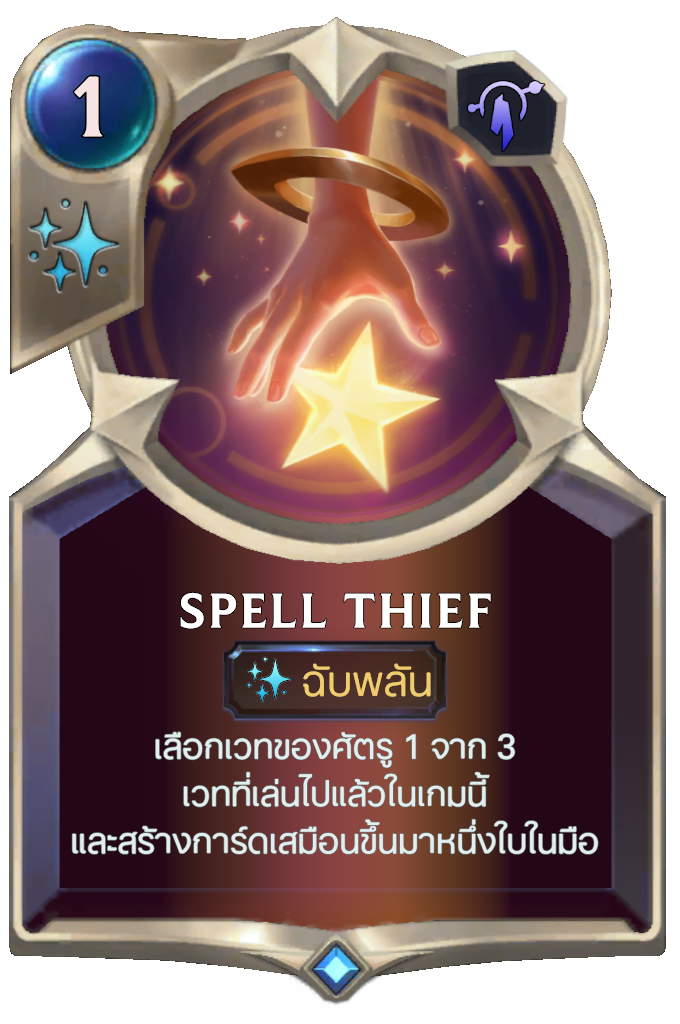 1
SPELL THIEF
ฉับพลัน
เลือกเวทของศัตรู 1 จาก 3
เวทที่เล่นไปแล้วในเกมนี้
และสร้างการ์ดเสมือนขึ้นมาหนึ่งใบในมือ